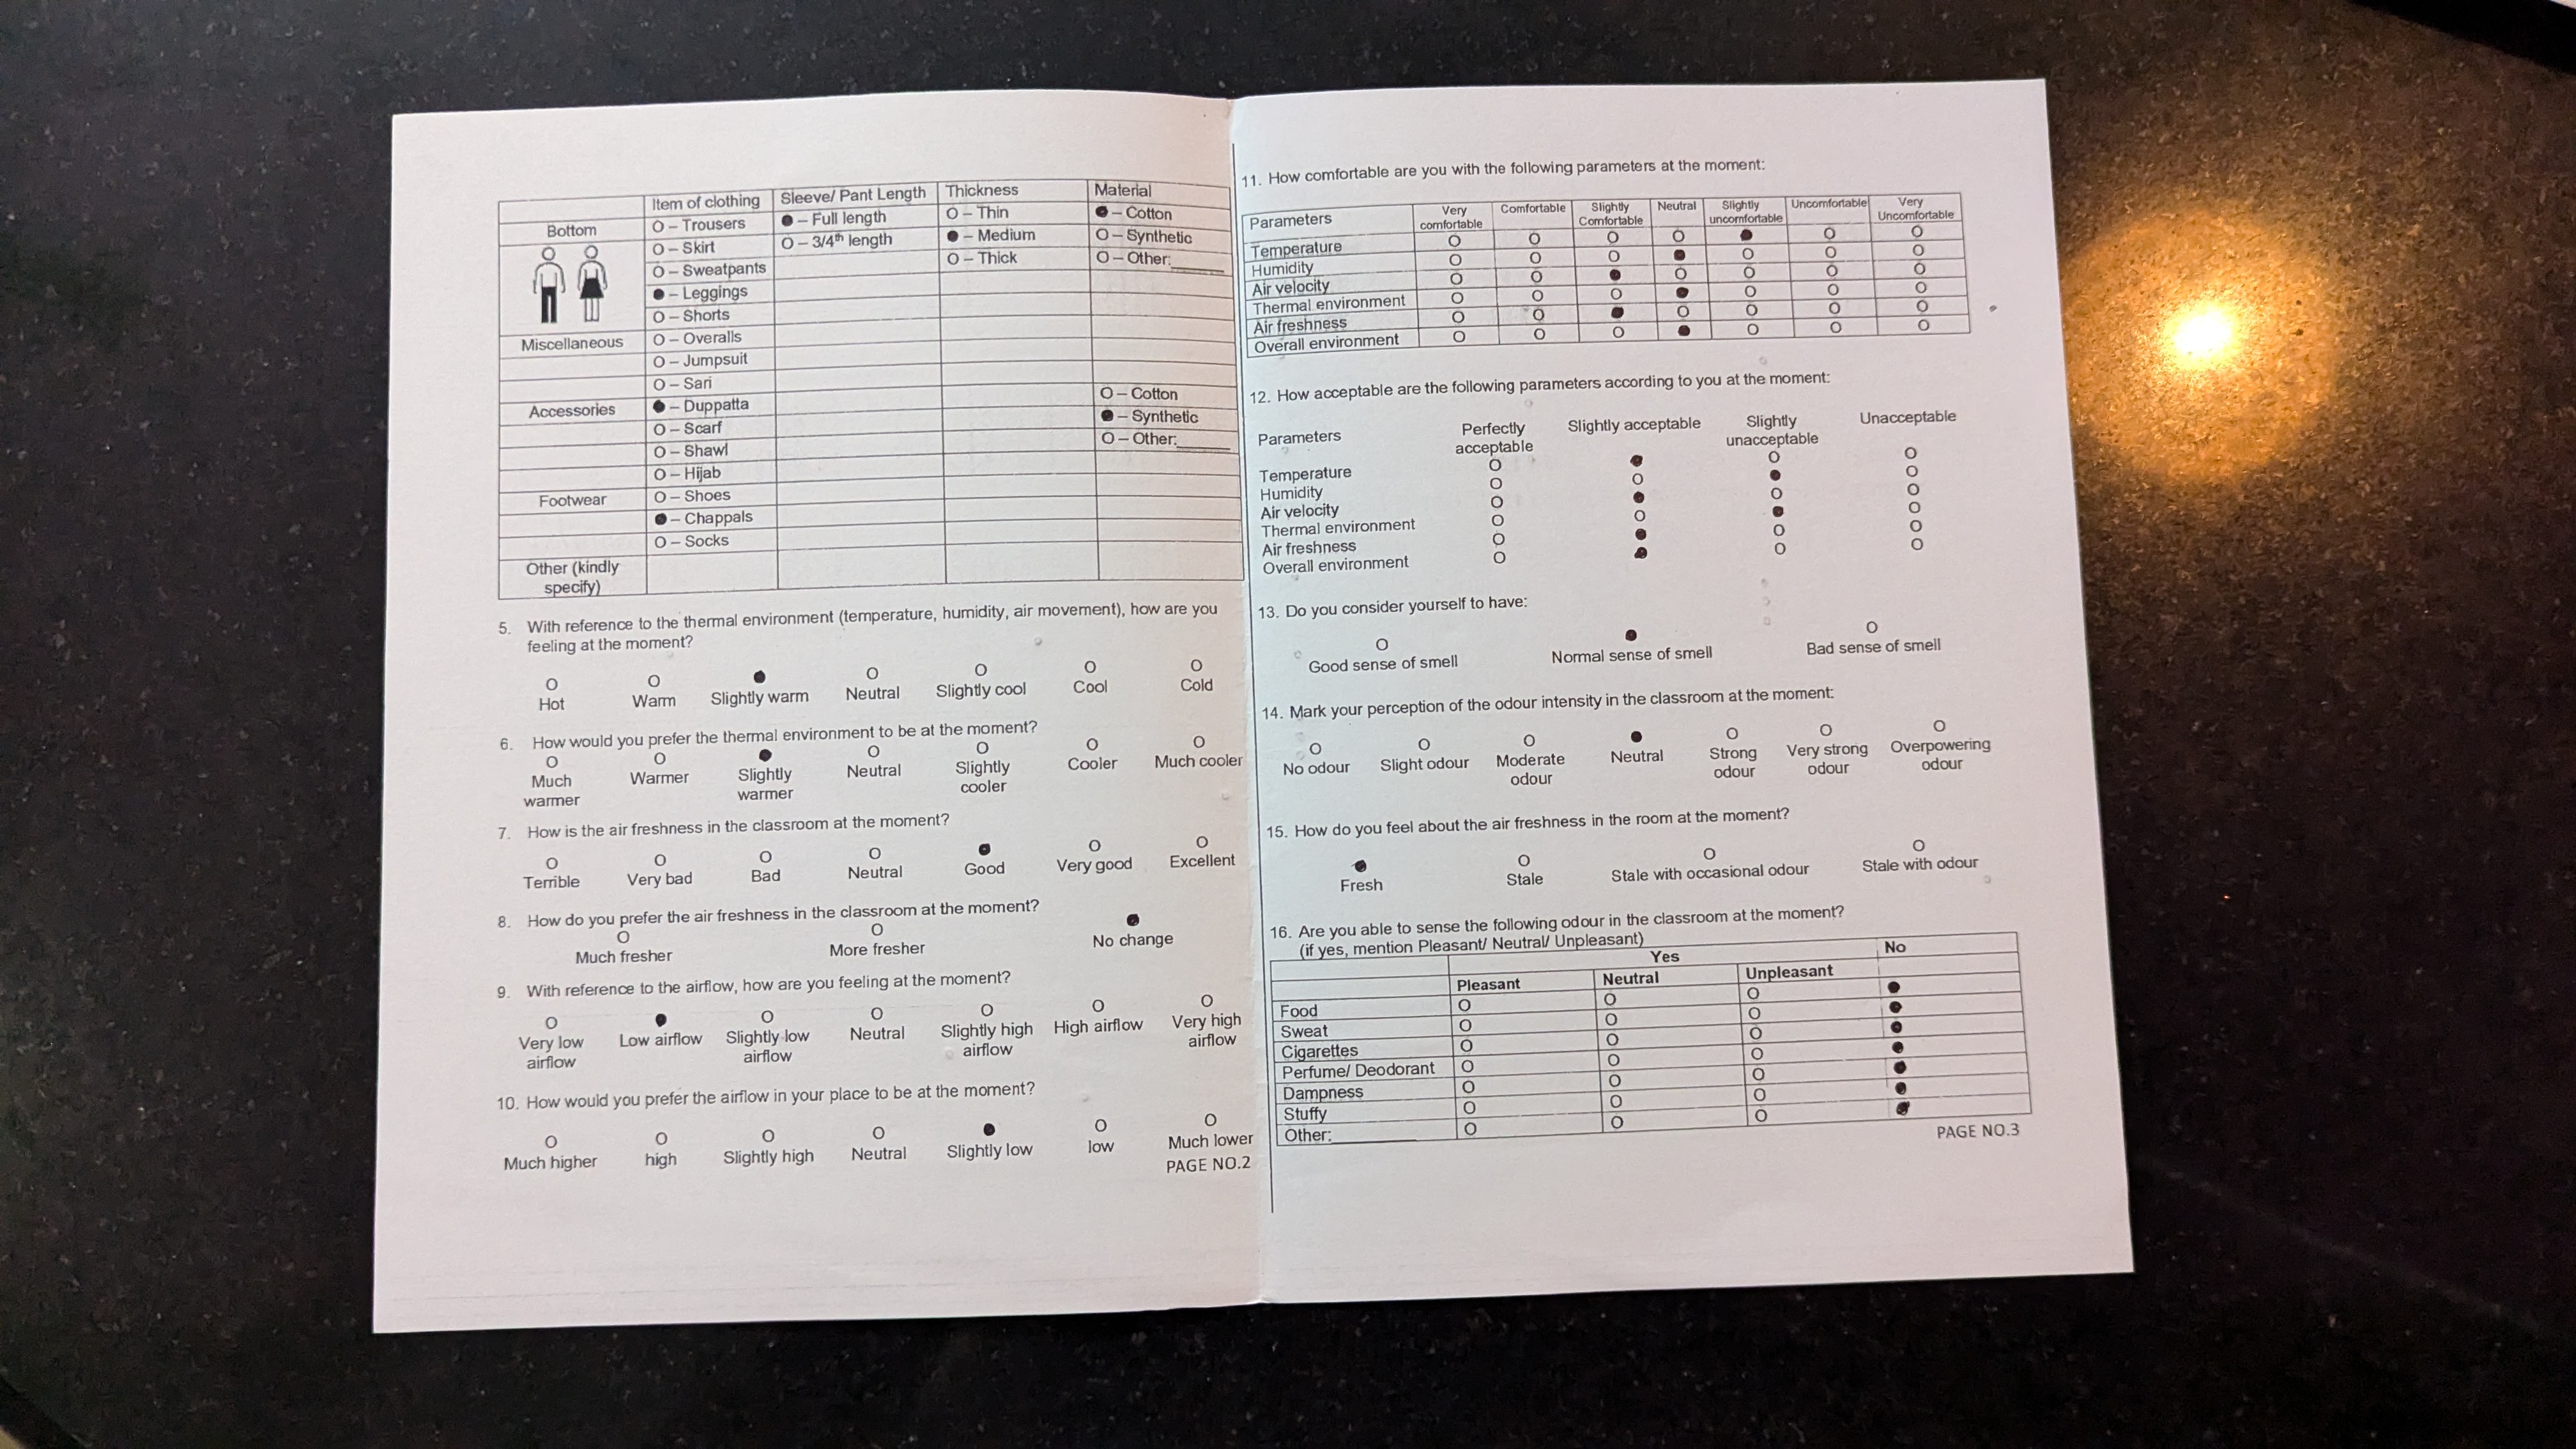 Item of clothing Sleeve/ Pant Length Thickness Material
Bottom O – Trousers ● – Full length O – Thin ● – Cotton
O – Skirt O – 3/4th length ● – Medium O – Synthetic
O – Sweatpants O – Thick O – Other:______
● – Leggings
O – Shorts
Miscellaneous O – Overalls
O – Jumpsuit
O – Sari O – Cotton
Accessories ● – Duppatta ● – Synthetic
O – Scarf O – Other:______
O – Shawl
O – Hijab
Footwear O – Shoes
● – Chappals
O – Socks
Other (kindly
specify)
5. With reference to the thermal environment (temperature, humidity, air movement), how are you
feeling at the moment?
O O ● O O O O
Hot Warm Slightly warm Neutral Slightly cool Cool Cold
6. How would you prefer the thermal environment to be at the moment?
O O ● O O O O
Much Warmer Slightly Neutral Slightly Cooler Much cooler
warmer warmer cooler
7. How is the air freshness in the classroom at the moment?
O O O O ● O O
Terrible Very bad Bad Neutral Good Very good Excellent
8. How do you prefer the air freshness in the classroom at the moment?
O O ●
Much fresher More fresher No change
9. With reference to the airflow, how are you feeling at the moment?
O ● O O O O O
Very low Low airflow Slightly low Neutral Slightly high High airflow Very high
airflow airflow airflow airflow
10. How would you prefer the airflow in your place to be at the moment?
O O O O ● O O
Much higher high Slightly high Neutral Slightly low low Much lower
PAGE NO.2
11. How comfortable are you with the following parameters at the moment:
Parameters Very Comfortable Slightly Neutral Slightly Uncomfortable Very
comfortable Comfortable uncomfortable Uncomfortable
Temperature O O O O ● O O
Humidity O O O ● O O O
Air velocity O O ● O O O O
Thermal environment O O O ● O O O
Air freshness O O ● O O O O
Overall environment O O O ● O O O
12. How acceptable are the following parameters according to you at the moment:
Parameters Perfectly Slightly acceptable Slightly Unacceptable
acceptable unacceptable
Temperature O ● O O
Humidity O O ● O
Air velocity O ● O O
Thermal environment O O ● O
Air freshness O ● O O
Overall environment O ● O O
13. Do you consider yourself to have:
O ● O
Good sense of smell Normal sense of smell Bad sense of smell
14. Mark your perception of the odour intensity in the classroom at the moment:
O O O ● O O O
No odour Slight odour Moderate Neutral Strong Very strong Overpowering
odour odour odour odour
15. How do you feel about the air freshness in the room at the moment?
● O O O
Fresh Stale Stale with occasional odour Stale with odour
16. Are you able to sense the following odour in the classroom at the moment?
(if yes, mention Pleasant/ Neutral/ Unpleasant)
Yes No
Pleasant Neutral Unpleasant
Food O O O ●
Sweat O O O ●
Cigarettes O O O ●
Perfume/ Deodorant O O O ●
Dampness O O O ●
Stuffy O O O ●
Other:__________ O O O ●
PAGE NO.3